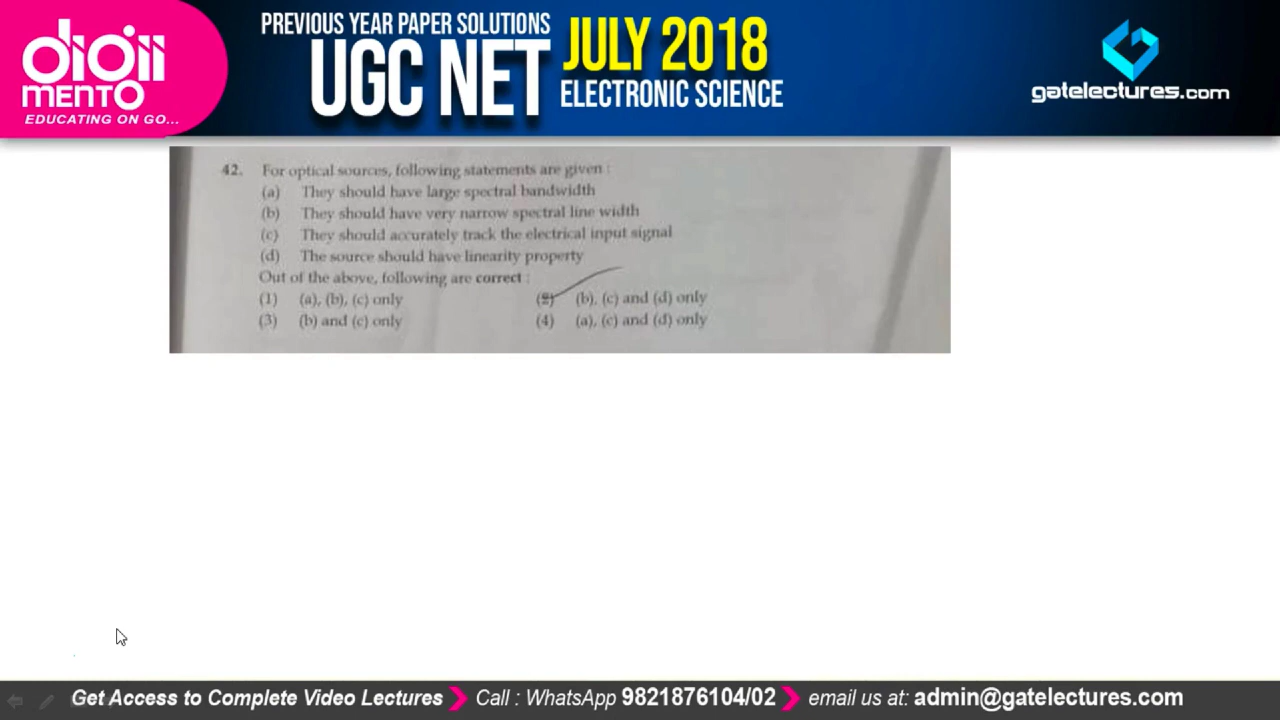 digii
MENTO
EDUCATING ON GO...
PREVIOUS YEAR PAPER SOLUTIONS
UGC NET
JULY 2018
ELECTRONIC SCIENCE
gatelectures.com
42. For optical sources, following statements are given :
(a) They should have large spectral bandwidth
(b) They should have very narrow spectral line width
(c) They should accurately track the electrical input signal
(d) The source should have linearity property
Out of the above, following are correct :
(1) (a), (b), (c) only (2) (b), (c) and (d) only
(3) (b) and (c) only (4) (a), (c) and (d) only
Get Access to Complete Video Lectures Call : WhatsApp 9821876104/02 email us at: admin@gatelectures.com